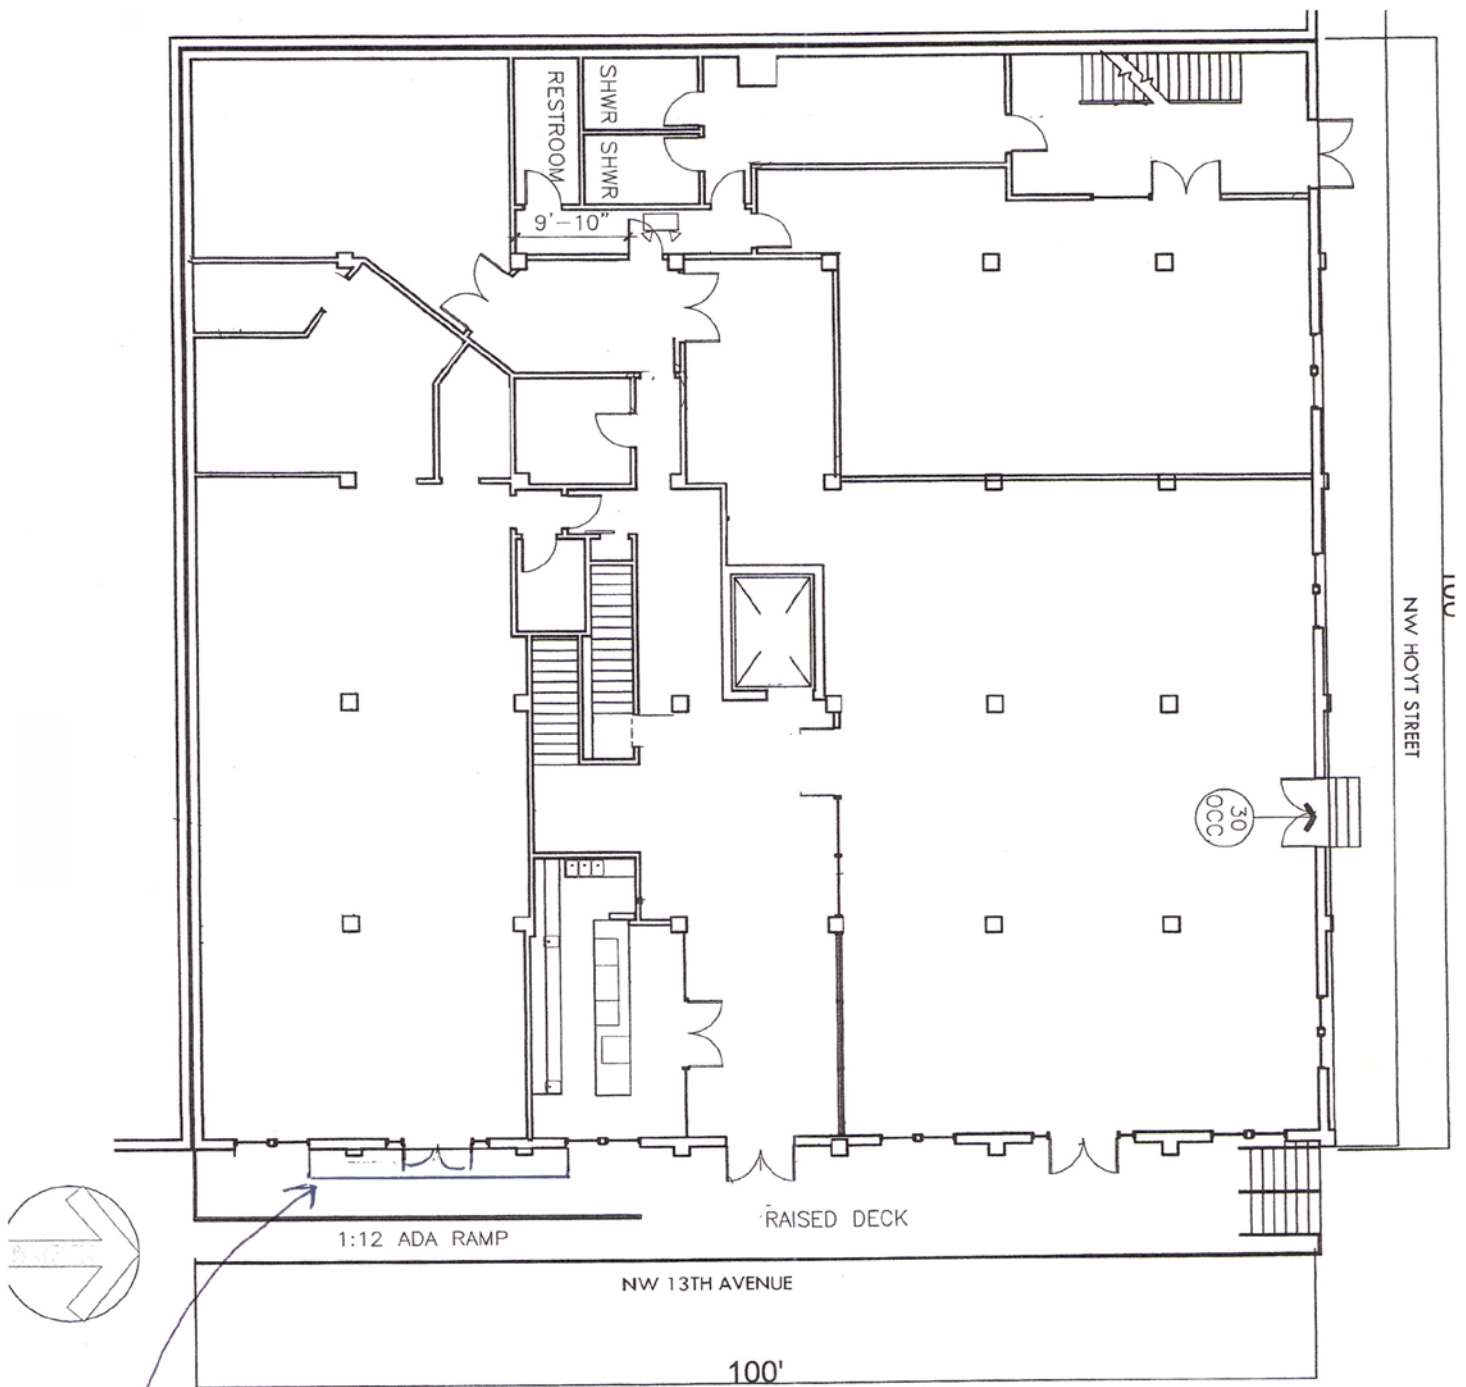 RESTROOM
SHWR
SHWR
9'-10"
NW HOYT STREET
30
OCC
RAISED DECK
1:12 ADA RAMP
NW 13TH AVENUE
100'